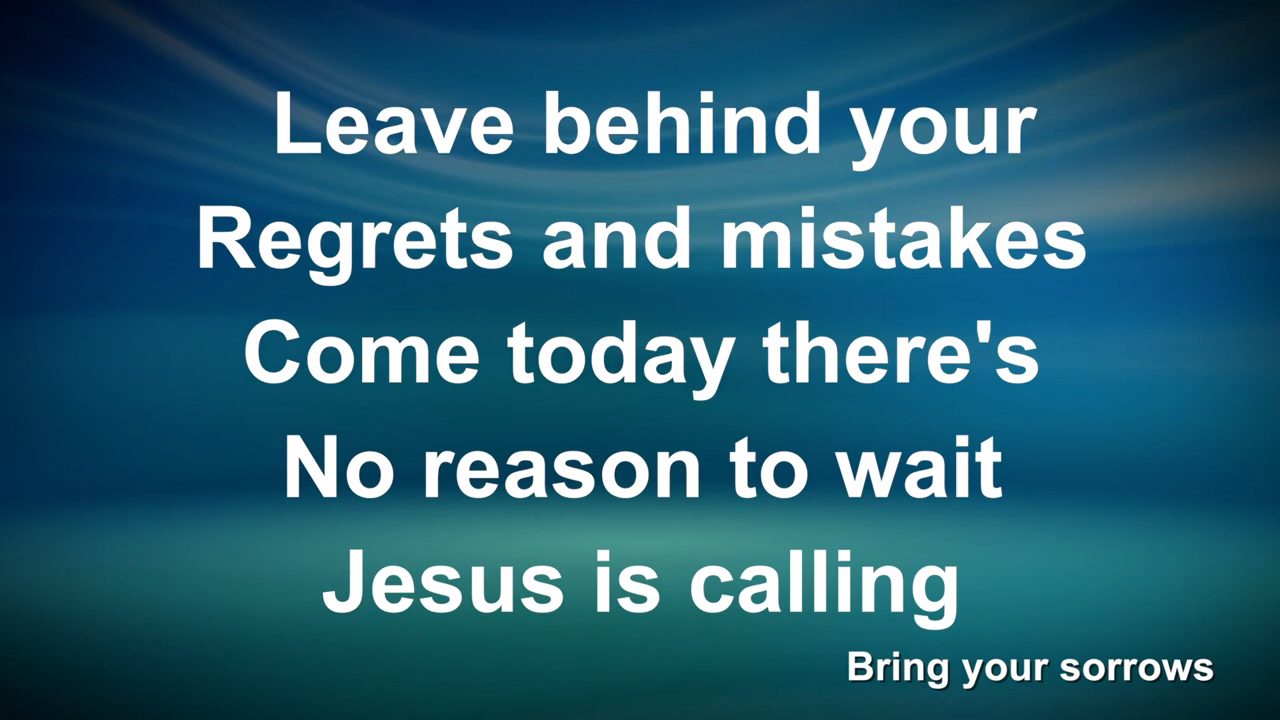 Leave behind your
Regrets and mistakes
Come today there's
No reason to wait
Jesus is calling
Bring your sorrows